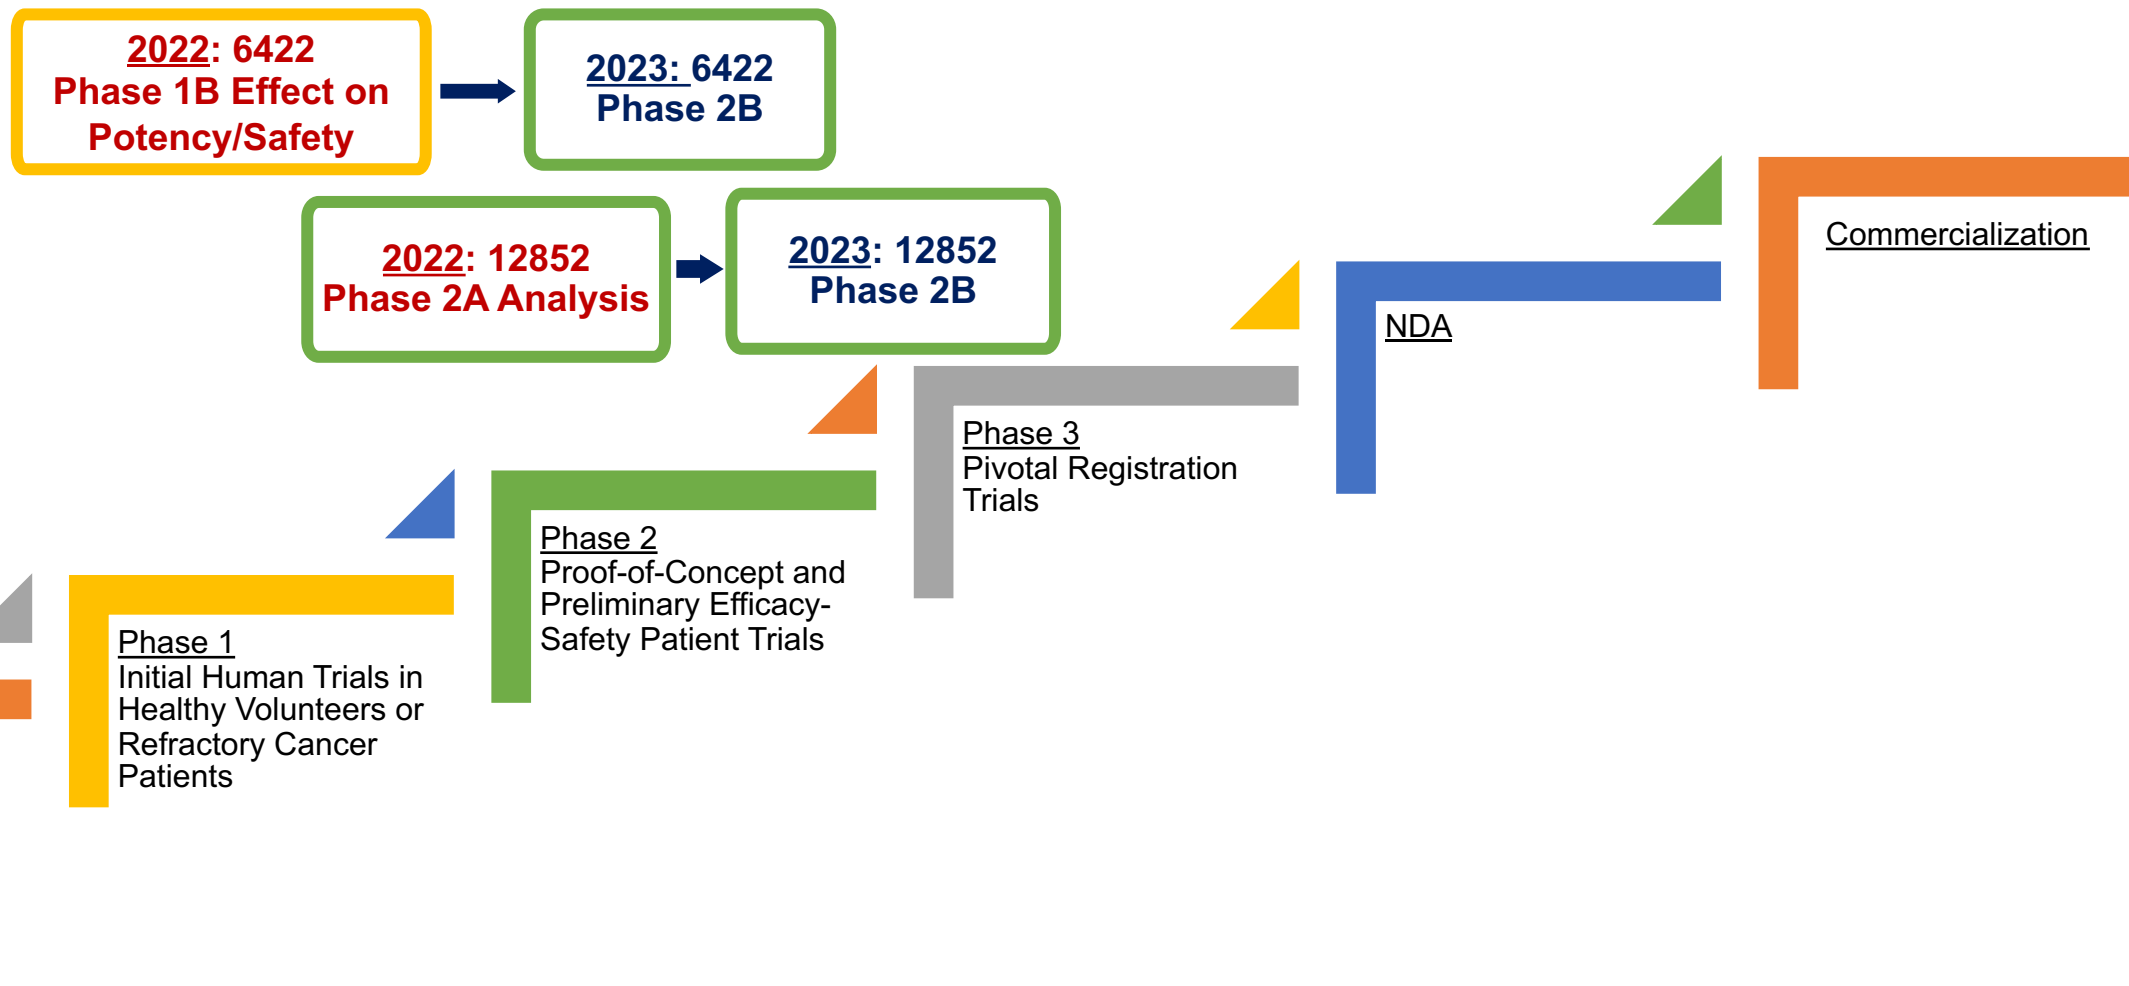 2022: 6422
Phase 1B Effect on
Potency/Safety
2023: 6422
Phase 2B
2022: 12852
Phase 2A Analysis
2023: 12852
Phase 2B
Commercialization
NDA
Phase 3
Pivotal Registration
Trials
Phase 2
Proof-of-Concept and
Preliminary Efficacy-
Safety Patient Trials
Phase 1
Initial Human Trials in
Healthy Volunteers or
Refractory Cancer
Patients